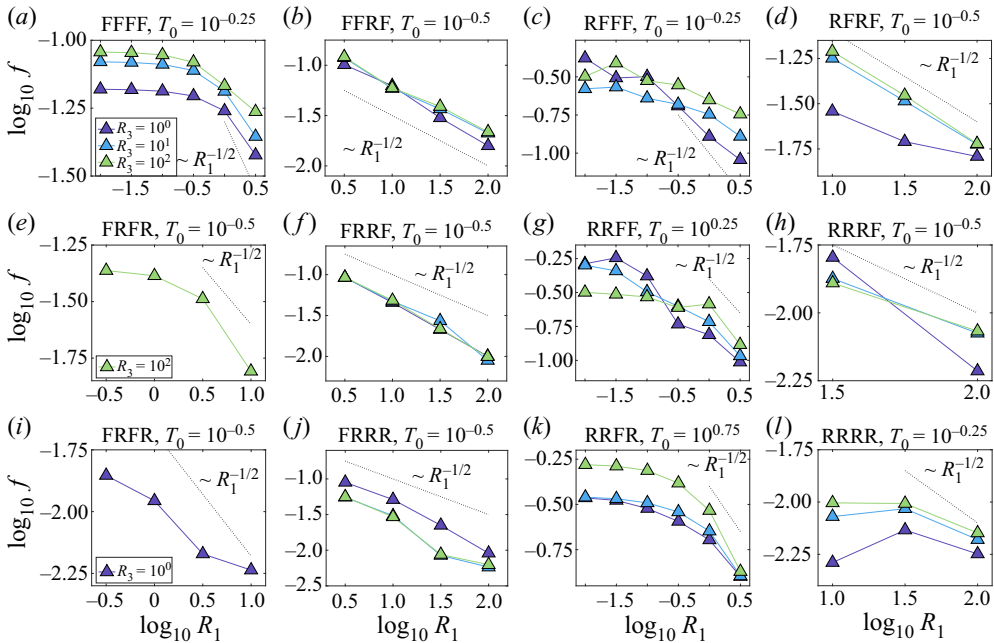 (a) FFFF, T₀ = 10^−0.25
−1.00
−1.25
−1.50
log₁₀ f
R₃ = 10⁰
R₃ = 10¹
R₃ = 10²
~ R₁^−1/2
−1.5 −0.5 0.5
(b) FFRF, T₀ = 10^−0.5
−1.0
−1.5
−2.0
~ R₁^−1/2
0.5 1.0 1.5 2.0
(c) RFFF, T₀ = 10^−0.25
−0.50
−0.75
−1.00
~ R₁^−1/2
−1.5 −0.5 0.5
(d) RFRF, T₀ = 10^−0.5
−1.25
−1.50
−1.75
~ R₁^−1/2
1.0 1.5 2.0
(e) FRFR, T₀ = 10^−0.5
−1.25
−1.50
−1.75
log₁₀ f
R₃ = 10²
~ R₁^−1/2
−0.5 0 0.5 1.0
(f) FRRF, T₀ = 10^−0.5
−1.0
−1.5
−2.0
~ R₁^−1/2
0.5 1.0 1.5 2.0
(g) RRFF, T₀ = 10^0.25
−0.25
−0.50
−0.75
−1.00
~ R₁^−1/2
−1.5 −0.5 0.5
(h) RRRF, T₀ = 10^−0.5
−1.75
−2.00
−2.25
~ R₁^−1/2
1.5 2.0
(i) FRFR, T₀ = 10^−0.5
−1.75
−2.00
−2.25
log₁₀ f
R₃ = 10⁰
~ R₁^−1/2
−0.5 0 0.5 1.0
log₁₀ R₁
(j) FRRR, T₀ = 10^−0.5
−1.0
−1.5
−2.0
−2.5
~ R₁^−1/2
0.5 1.0 1.5 2.0
log₁₀ R₁
(k) RRFR, T₀ = 10^0.75
−0.25
−0.50
−0.75
~ R₁^−1/2
−1.5 −0.5 0.5
log₁₀ R₁
(l) RRRR, T₀ = 10^−0.25
−2.00
−2.25
~ R₁^−1/2
1.0 1.5 2.0
log₁₀ R₁